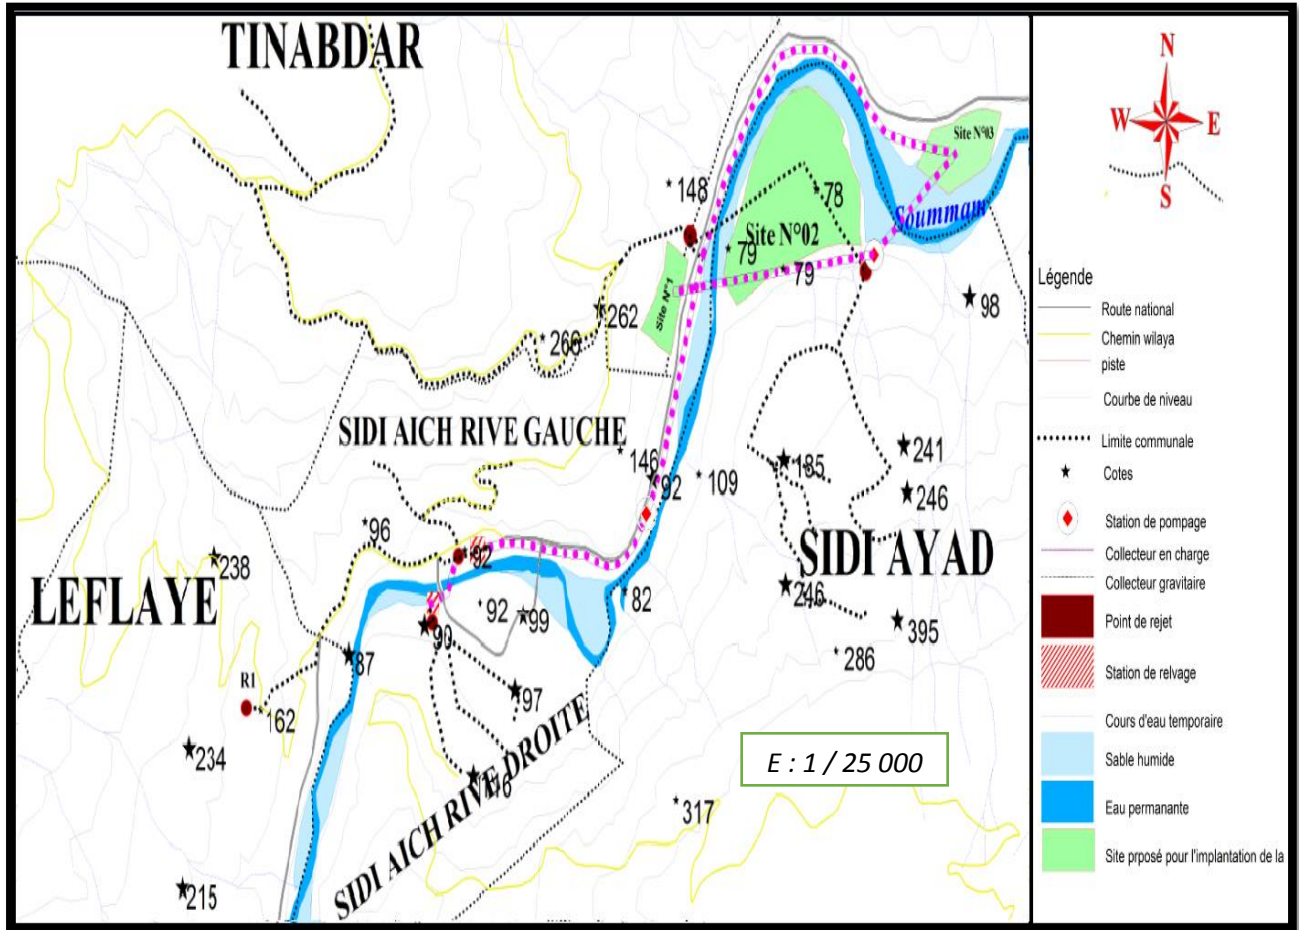 TINABDAR
N
W
E
S
Site N°03
148
78
Soummam
Site N°02
79
79
Site N°1
98
262
266
SIDI AICH RIVE GAUCHE
146
92
109
185
241
246
96
92
238
SIDI AYAD
LEFLAYE
246
82
92
99
90
395
286
87
R1
162
97
234
SIDI AICH RIVE DROITE
E : 1 / 25 000
317
215
Légende
Route national
Chemin wilaya
piste
Courbe de niveau
Limite communale
Cotes
Station de pompage
Collecteur en charge
Collecteur gravitaire
Point de rejet
Station de relvage
Cours d'eau temporaire
Sable humide
Eau permanante
Site prposé pour l'implantation de la